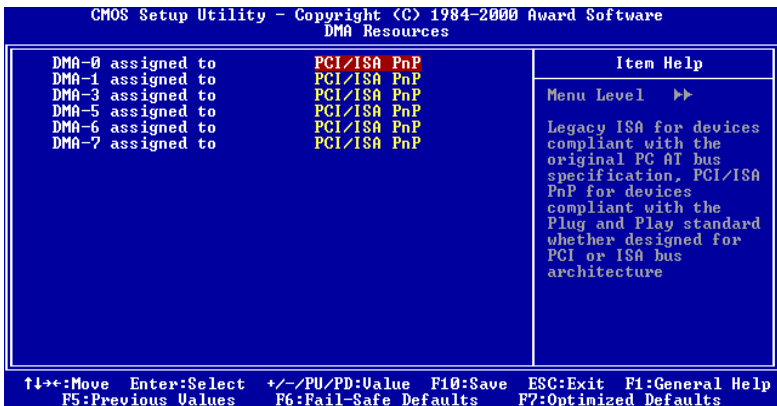 CMOS Setup Utility - Copyright (C) 1984-2000 Award Software
DMA Resources
DMA-0 assigned to PCI/ISA PnP
DMA-1 assigned to PCI/ISA PnP
DMA-3 assigned to PCI/ISA PnP
DMA-5 assigned to PCI/ISA PnP
DMA-6 assigned to PCI/ISA PnP
DMA-7 assigned to PCI/ISA PnP
Item Help
Menu Level ►►
Legacy ISA for devices
compliant with the
original PC AT bus
specification, PCI/ISA
PnP for devices
compliant with the
Plug and Play standard
whether designed for
PCI or ISA bus
architecture
↑↓→←:Move Enter:Select +/-/PU/PD:Value F10:Save ESC:Exit F1:General Help
F5:Previous Values F6:Fail-Safe Defaults F7:Optimized Defaults